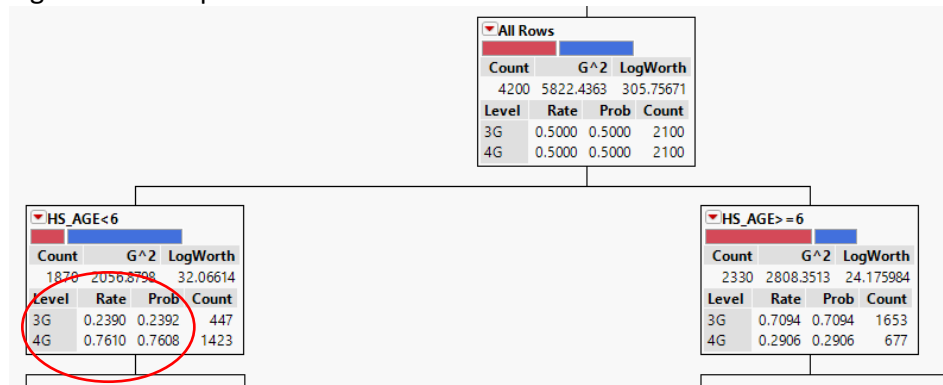 All Rows
Count G^2 LogWorth
4200 5822.4363 305.75671
Level Rate Prob Count
3G 0.5000 0.5000 2100
4G 0.5000 0.5000 2100
HS_AGE<6
Count G^2 LogWorth
1870 2056.8798 32.06614
Level Rate Prob Count
3G 0.2390 0.2392 447
4G 0.7610 0.7608 1423
HS_AGE>=6
Count G^2 LogWorth
2330 2808.3513 24.175984
Level Rate Prob Count
3G 0.7094 0.7094 1653
4G 0.2906 0.2906 677